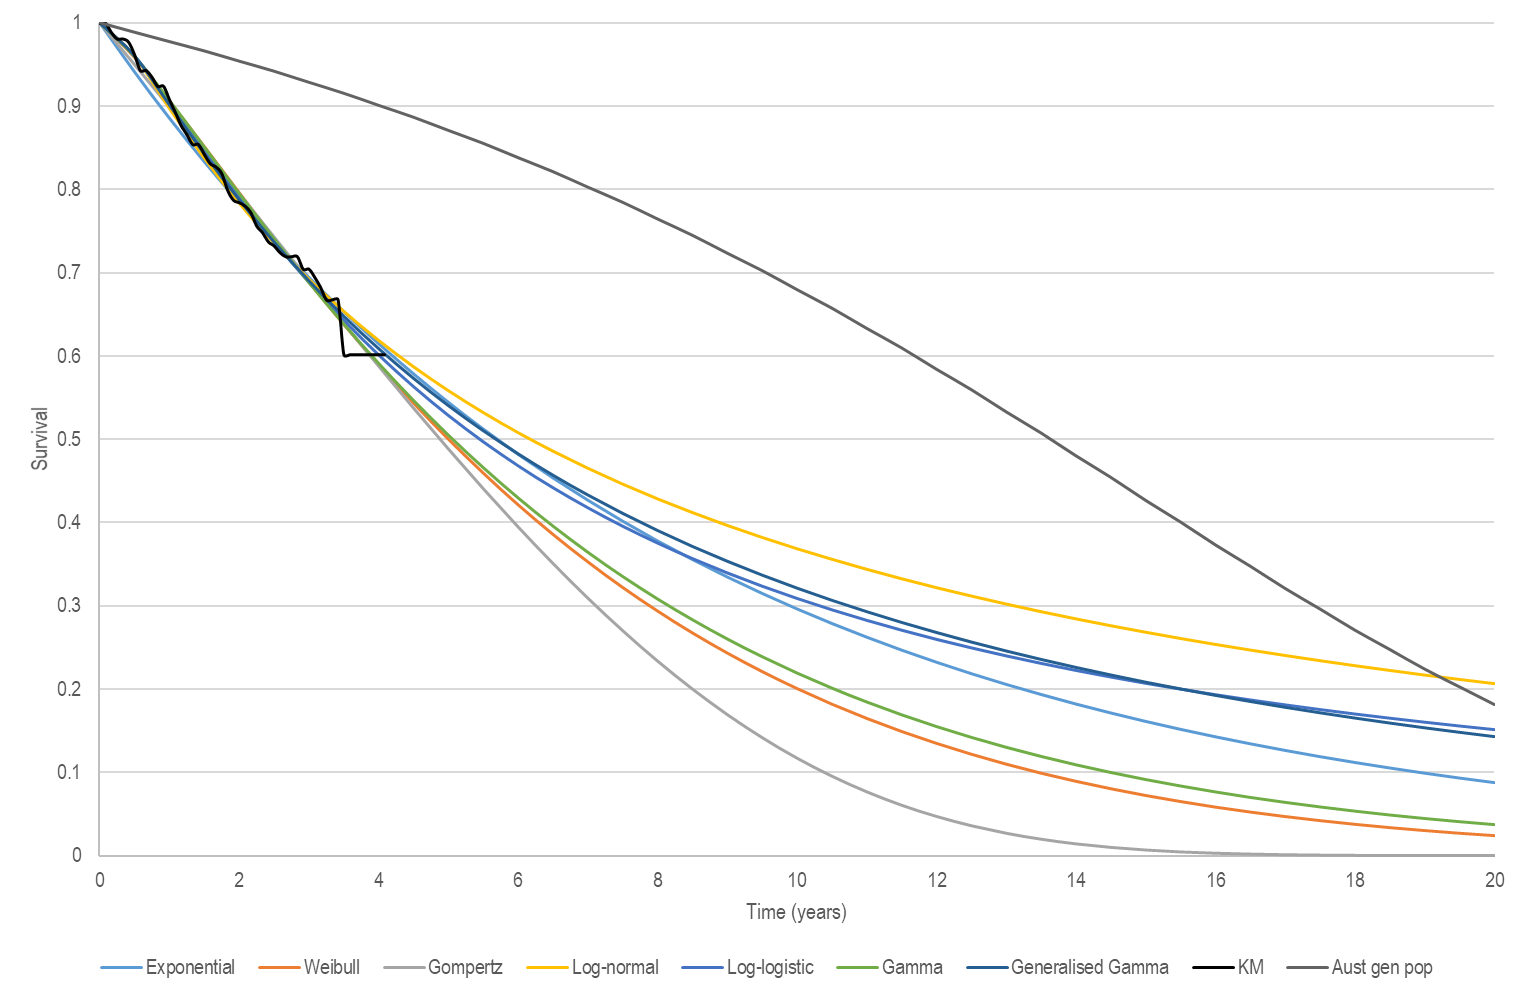 1
0.9
0.8
0.7
0.6
0.5
0.4
0.3
0.2
0.1
0
Survival
0 2 4 6 8 10 12 14 16 18 20
Time (years)
Exponential Weibull Gompertz Log-normal Log-logistic Gamma Generalised Gamma KM Aust gen pop